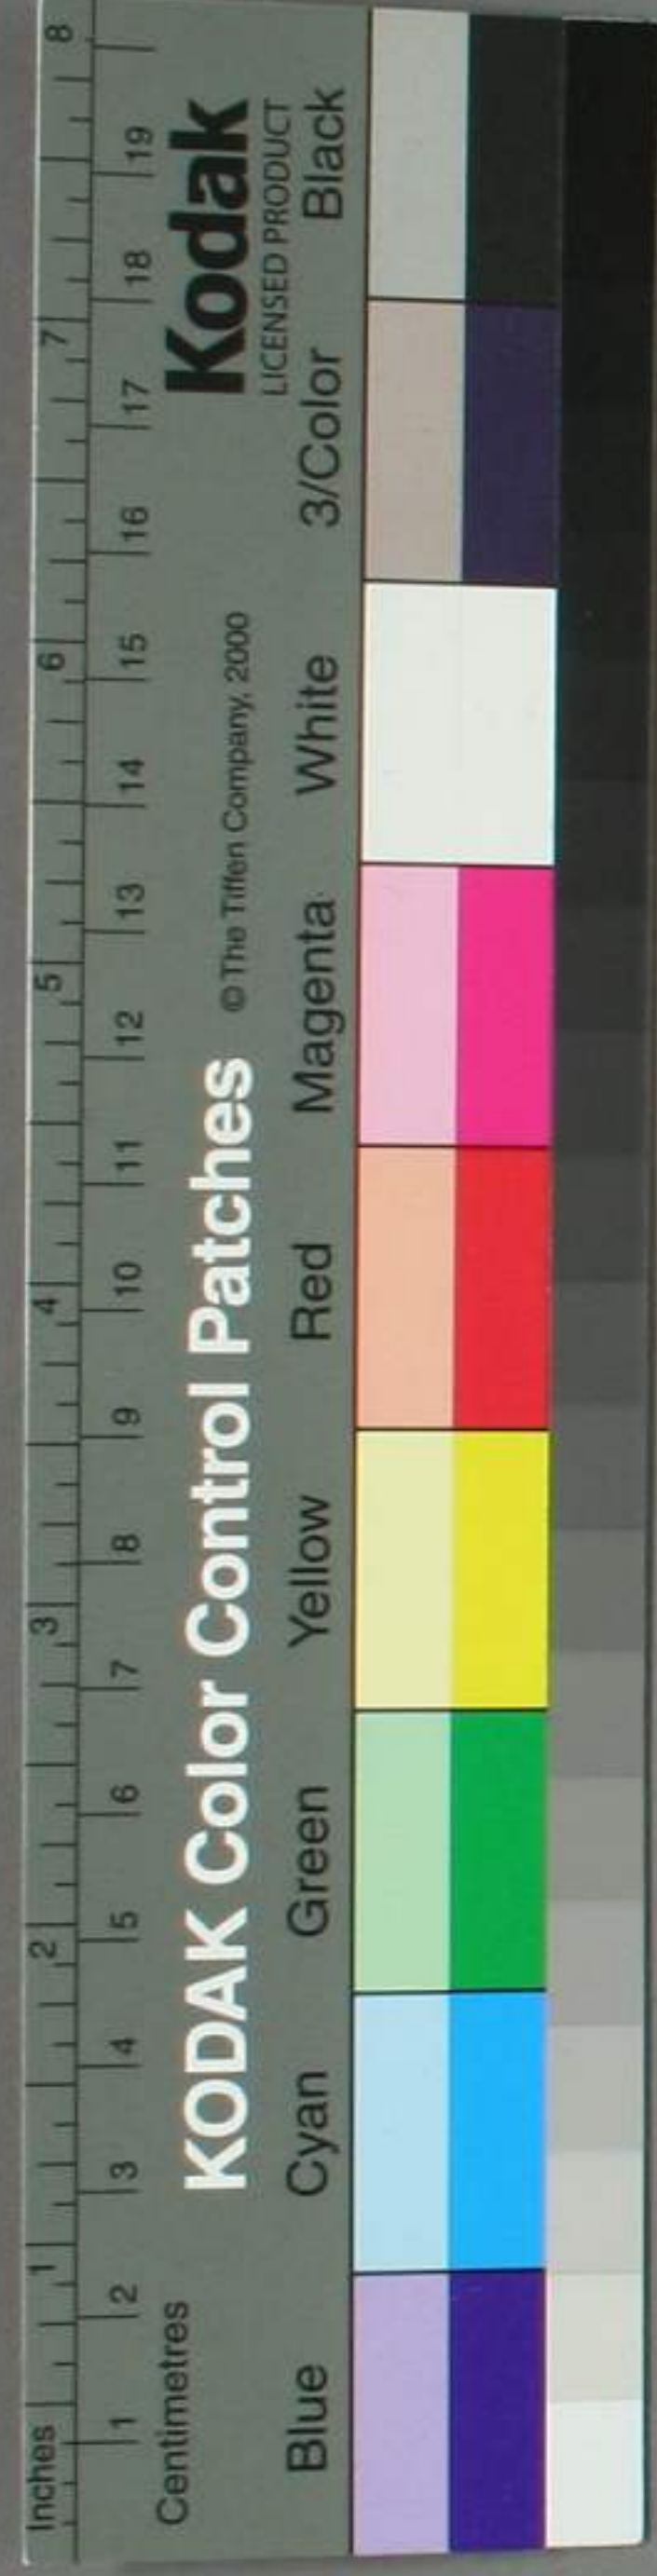 Inches 1 2 3 4 5 6 7 8
Centimetres 1 2 3 4 5 6 7 8 9 10 11 12 13 14 15 16 17 18 19
KODAK Color Control Patches © The Tiffen Company, 2000 Kodak
LICENSED PRODUCT
Blue Cyan Green Yellow Red Magenta White 3/Color Black